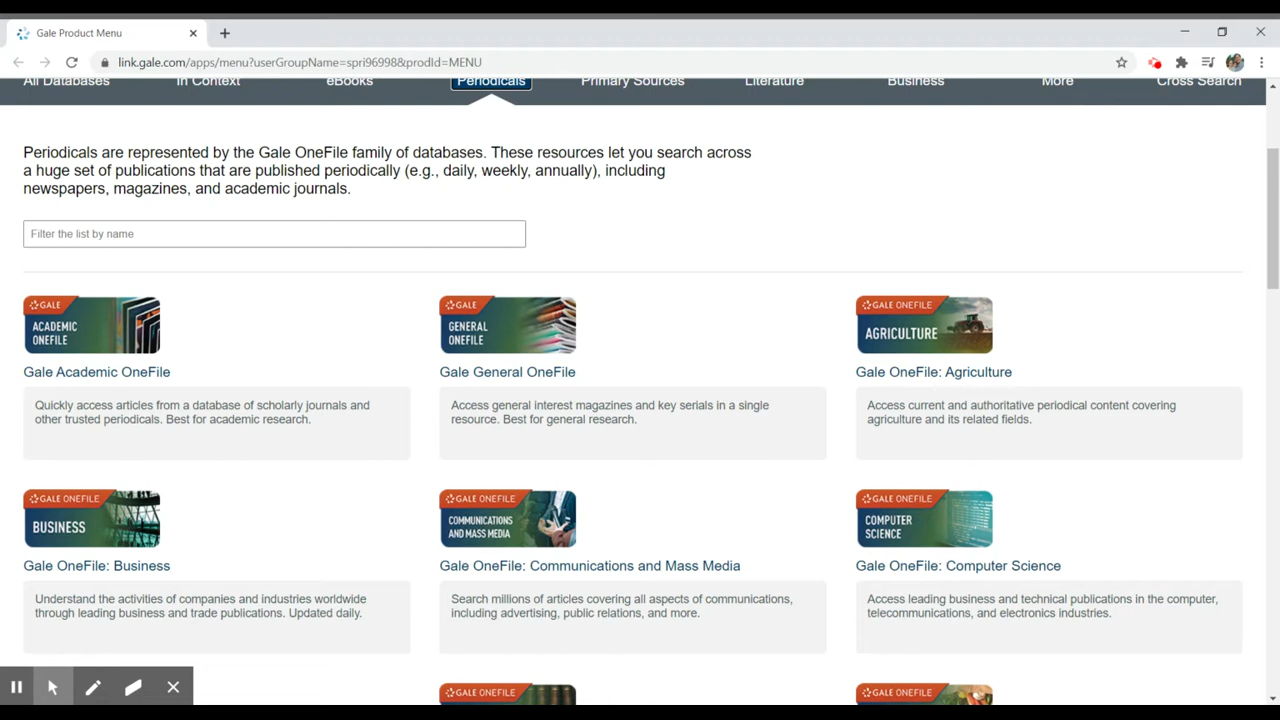 Gale Product Menu
link.gale.com/apps/menu?userGroupName=spri96998&prodId=MENU
All Databases In Context eBooks Periodicals Primary Sources Literature Business More Cross Search
Periodicals are represented by the Gale OneFile family of databases. These resources let you search across
a huge set of publications that are published periodically (e.g., daily, weekly, annually), including
newspapers, magazines, and academic journals.
Filter the list by name
GALE
ACADEMIC
ONEFILE
GALE
GENERAL
ONEFILE
GALE ONEFILE
AGRICULTURE
Gale Academic OneFile
Gale General OneFile
Gale OneFile: Agriculture
Quickly access articles from a database of scholarly journals and
other trusted periodicals. Best for academic research.
Access general interest magazines and key serials in a single
resource. Best for general research.
Access current and authoritative periodical content covering
agriculture and its related fields.
GALE ONEFILE
BUSINESS
GALE ONEFILE
COMMUNICATIONS
AND MASS MEDIA
GALE ONEFILE
COMPUTER
SCIENCE
Gale OneFile: Business
Gale OneFile: Communications and Mass Media
Gale OneFile: Computer Science
Understand the activities of companies and industries worldwide
through leading business and trade publications. Updated daily.
Search millions of articles covering all aspects of communications,
including advertising, public relations, and more.
Access leading business and technical publications in the computer,
telecommunications, and electronics industries.
GALE ONEFILE
GALE ONEFILE